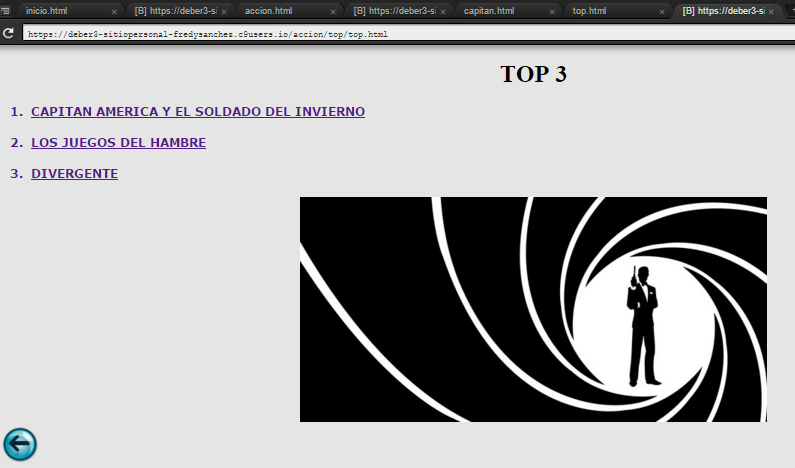 inicio.html × [B] https://deber3-si × accion.html × [B] https://deber3-si × capitan.html × top.html × [B] https://deber3-si ×
https://deber3-sitiopersonal-fredysanchez.c9users.io/accion/top/top.html
TOP 3
1. CAPITAN AMERICA Y EL SOLDADO DEL INVIERNO
2. LOS JUEGOS DEL HAMBRE
3. DIVERGENTE